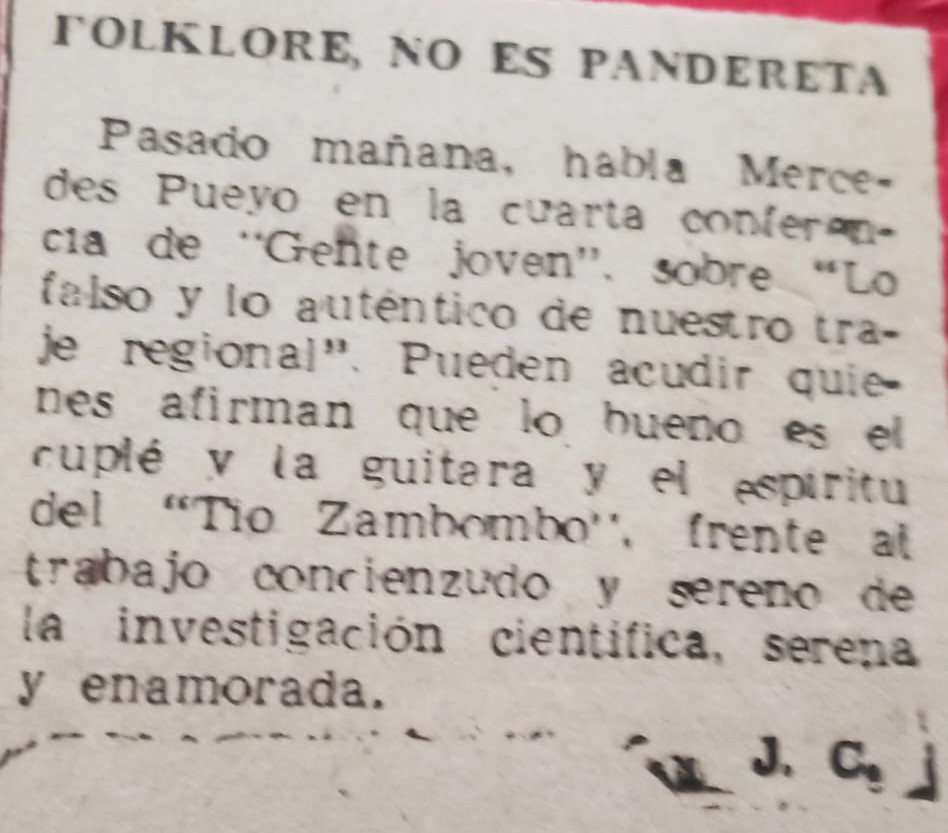 FOLKLORE, NO ES PANDERETA
Pasado mañana, habla Merce-
des Pueyo en la cuarta conferen-
cia de "Gente joven", sobre "Lo
falso y lo auténtico de nuestro tra-
je regional". Pueden acudir quie-
nes afirman que lo bueno es el
cuplé y la guitara y el espíritu
del "Tio Zambombo", frente al
trabajo concienzudo y sereno de
la investigación científica, serena
y enamorada.
J. C.